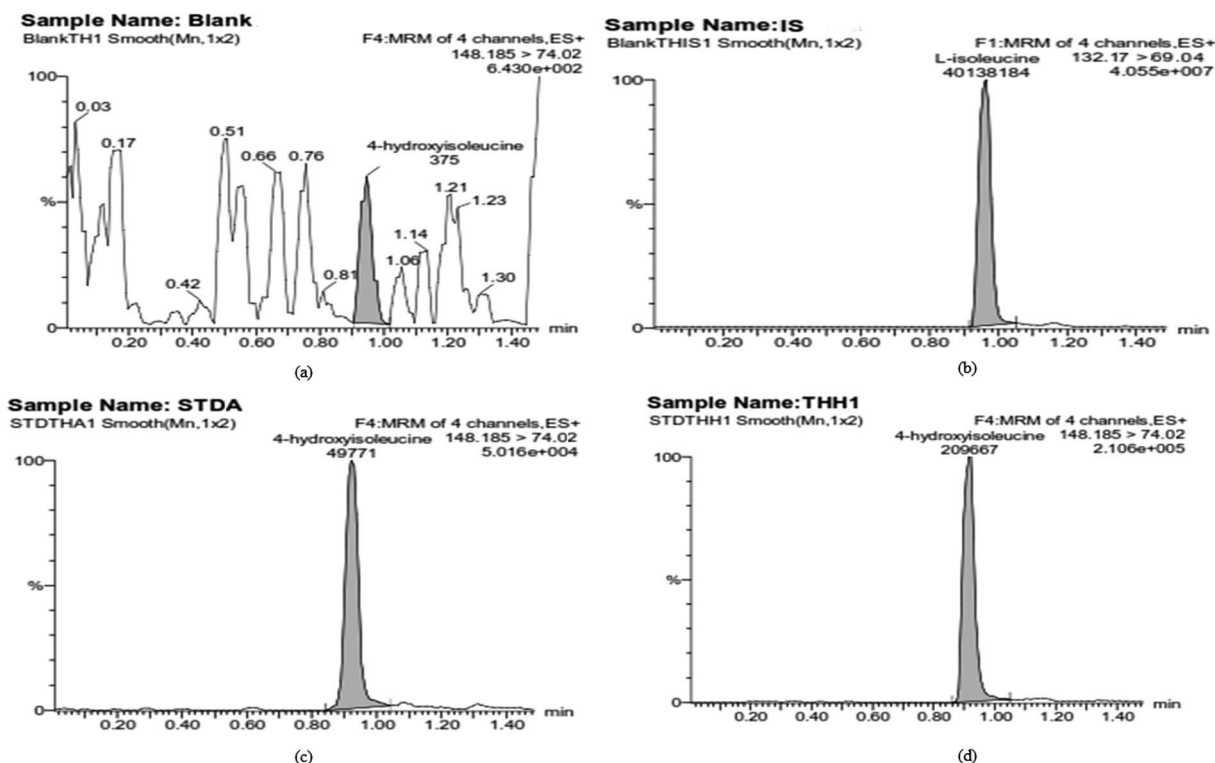 Sample Name: Blank
BlankTH1 Smooth(Mn,1x2)
F4:MRM of 4 channels,ES+
148.185 > 74.02
6.430e+002
100
%
0
0.03
0.17
0.42
0.51
0.66
0.76
0.81
4-hydroxyisoleucine
375
1.06
1.14
1.21
1.23
1.30
0.20 0.40 0.60 0.80 1.00 1.20 1.40
min
(a)
Sample Name:IS
BlankTHIS1 Smooth(Mn,1x2)
F1:MRM of 4 channels,ES+
L-isoleucine 132.17 > 69.04
40138184 4.055e+007
100
%
0
0.20 0.40 0.60 0.80 1.00 1.20 1.40
min
(b)
Sample Name: STDA
STDTHA1 Smooth(Mn,1x2)
F4:MRM of 4 channels,ES+
4-hydroxyisoleucine 148.185 > 74.02
49771 5.016e+004
100
%
0
0.20 0.40 0.60 0.80 1.00 1.20 1.40
min
(c)
Sample Name:THH1
STDTHH1 Smooth(Mn,1x2)
F4:MRM of 4 channels,ES+
4-hydroxyisoleucine 148.185 > 74.02
209667 2.106e+005
100
%
0
0.20 0.40 0.60 0.80 1.00 1.20 1.40
min
(d)